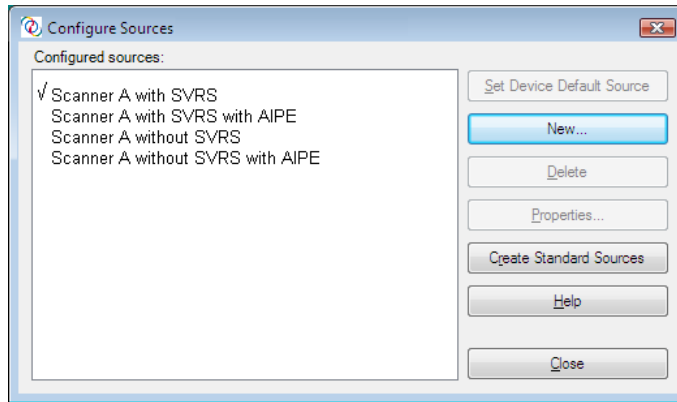 Configure Sources
Configured sources:
√ Scanner A with SVRS
Scanner A with SVRS with AIPE
Scanner A without SVRS
Scanner A without SVRS with AIPE
Set Device Default Source
New...
Delete
Properties...
Create Standard Sources
Help
Close